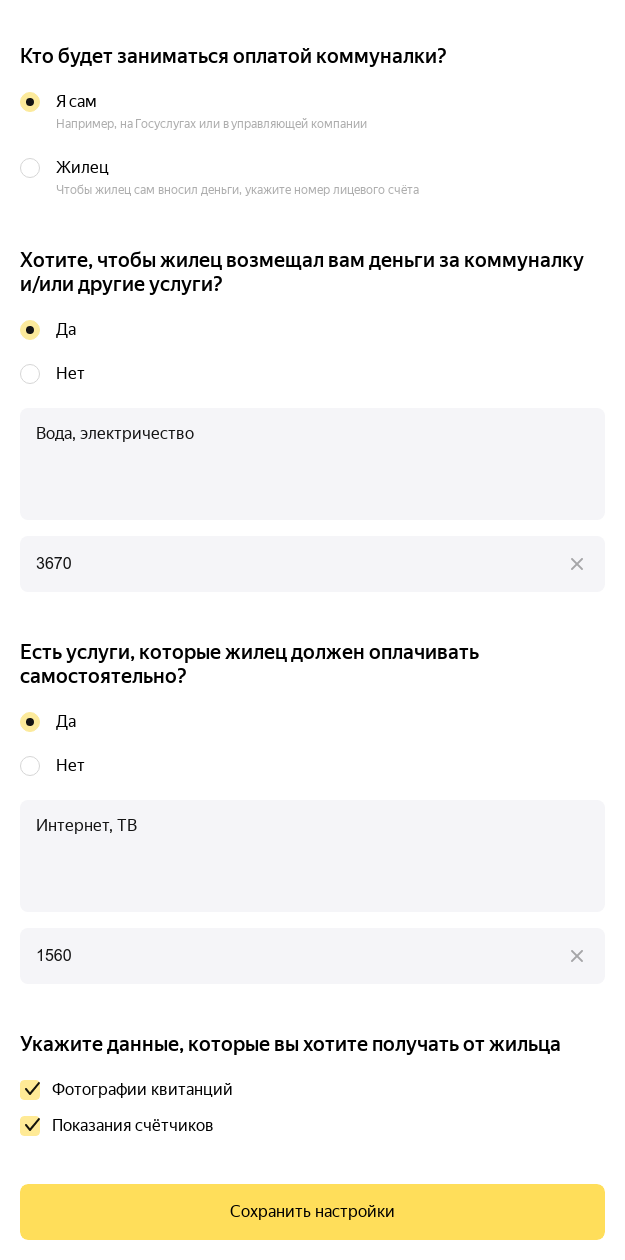 Кто будет заниматься оплатой коммуналки?
Я сам
Например, на Госуслугах или в управляющей компании
Жилец
Чтобы жилец сам вносил деньги, укажите номер лицевого счёта
Хотите, чтобы жилец возмещал вам деньги за коммуналку
и/или другие услуги?
Да
Нет
Вода, электричество
3670
Есть услуги, которые жилец должен оплачивать
самостоятельно?
Да
Нет
Интернет, ТВ
1560
Укажите данные, которые вы хотите получать от жильца
Фотографии квитанций
Показания счётчиков
Сохранить настройки